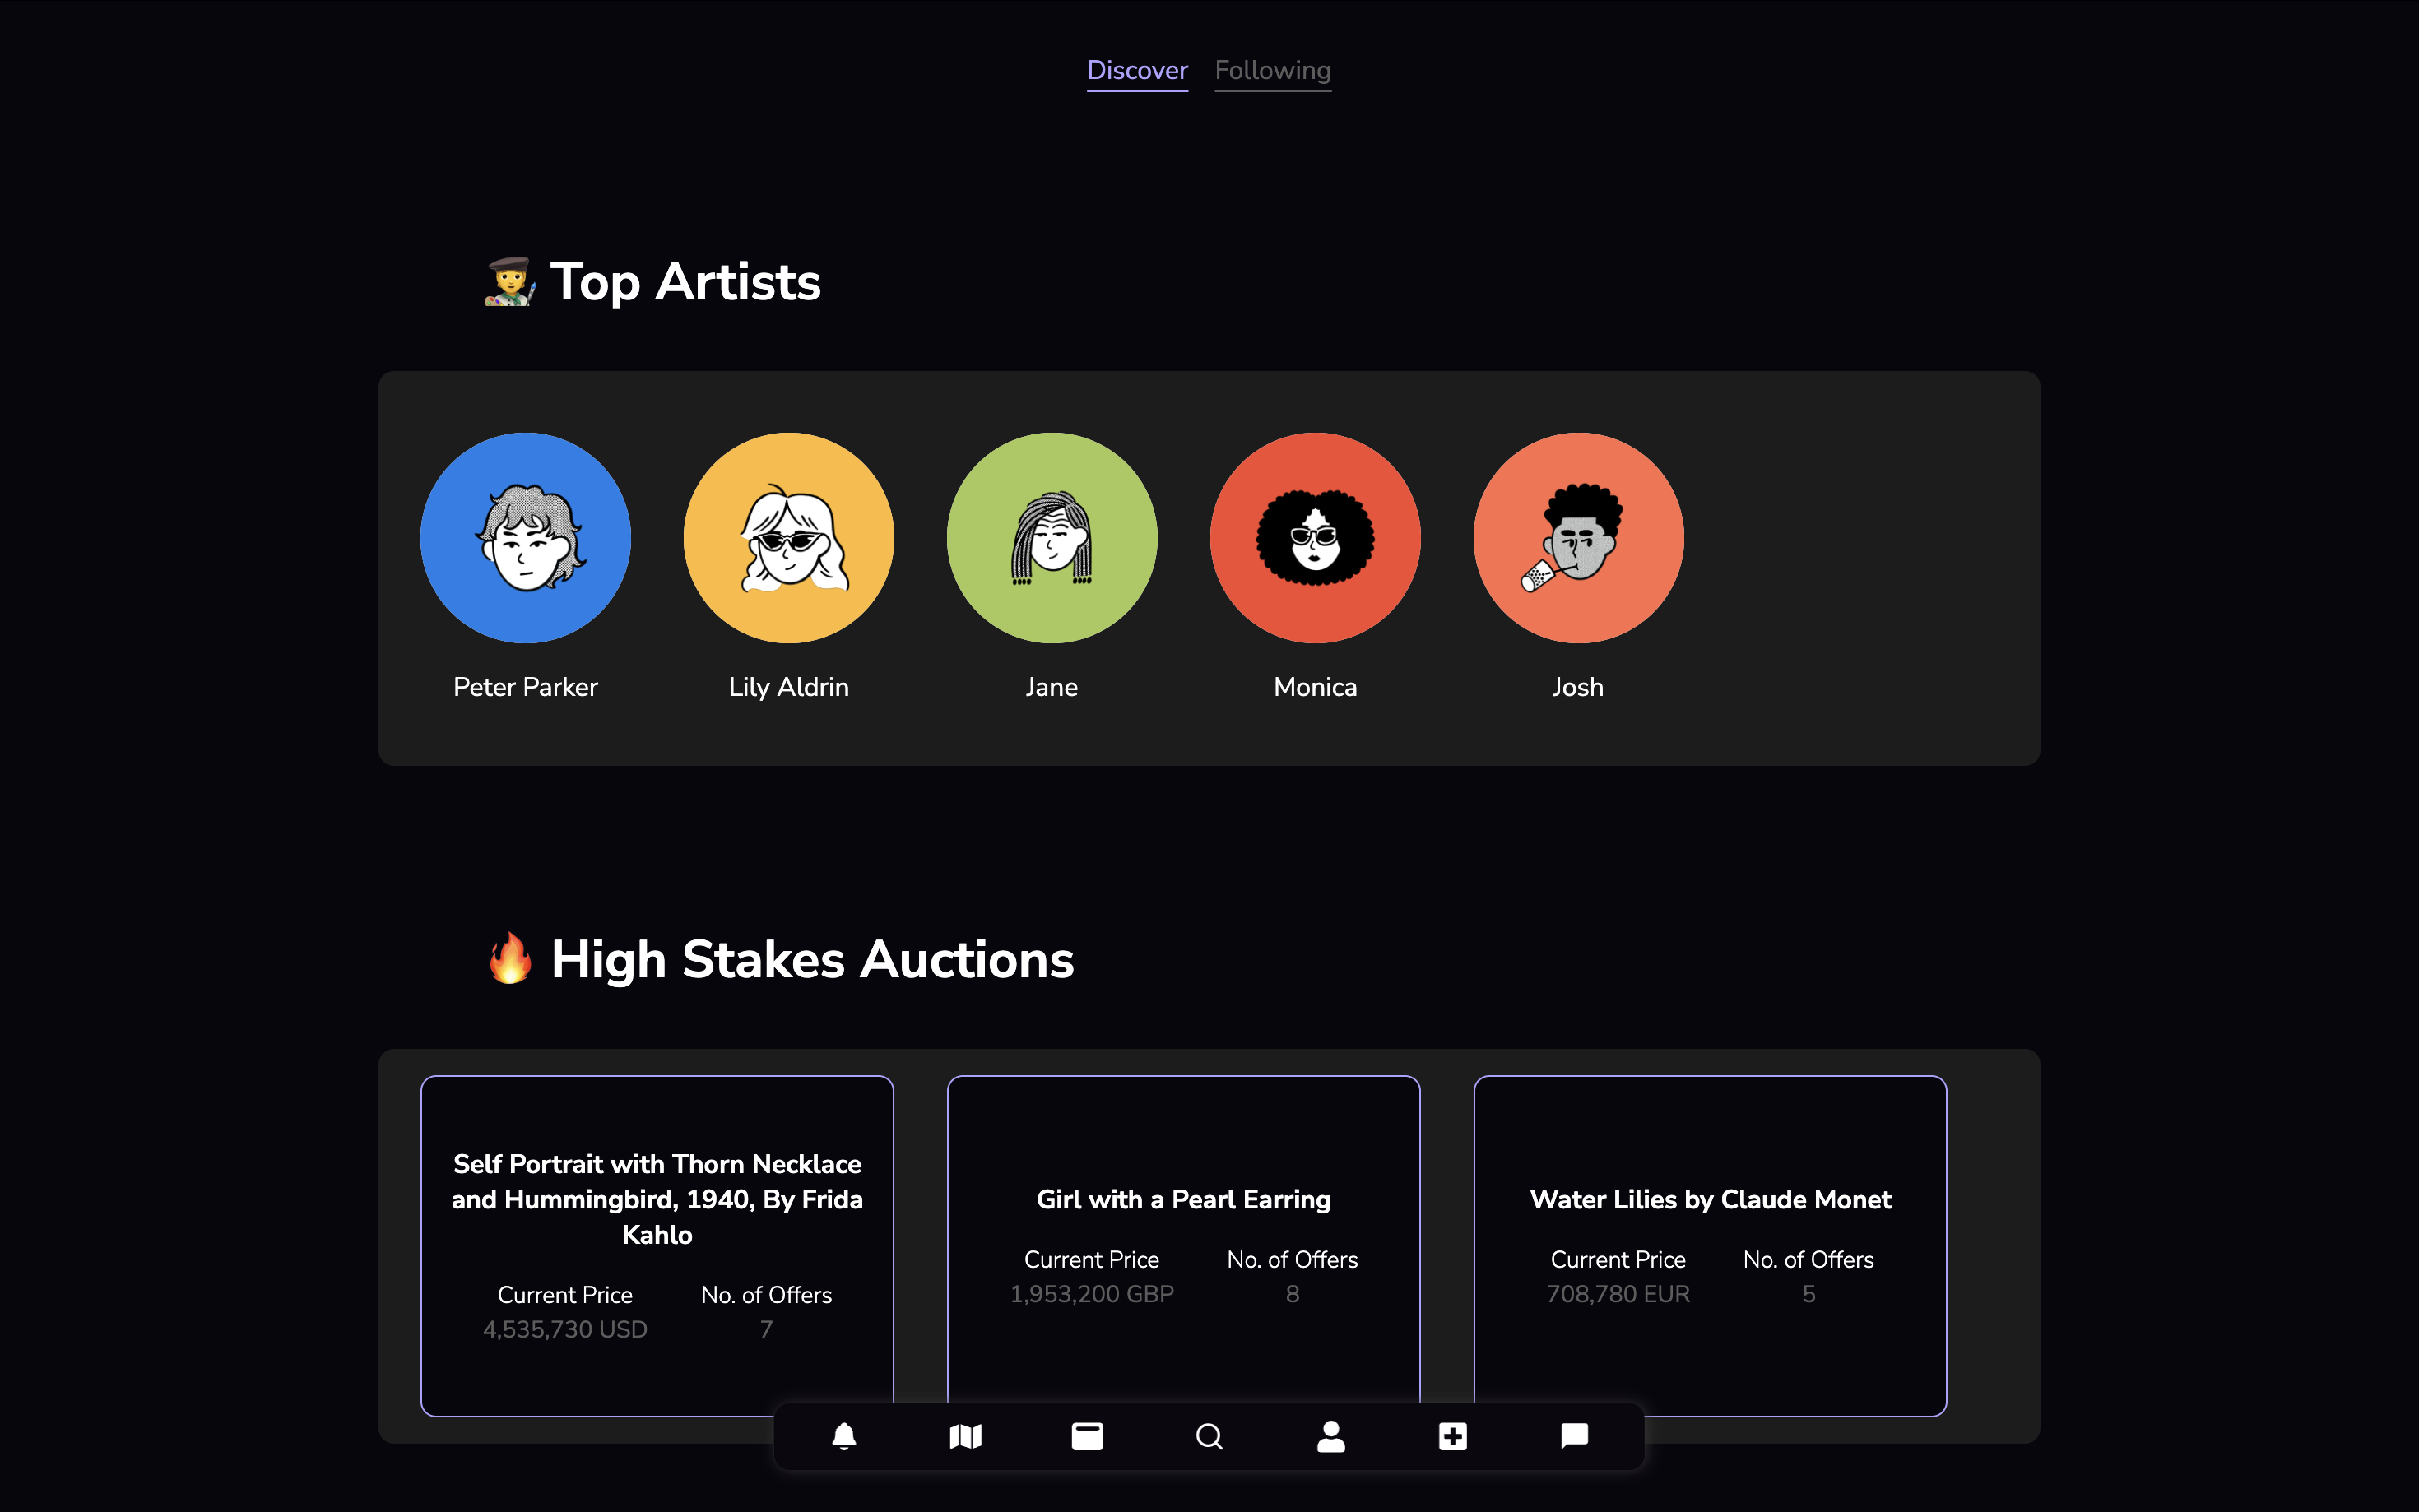 Discover Following
Top Artists
Peter Parker
Lily Aldrin
Jane
Monica
Josh
High Stakes Auctions
Self Portrait with Thorn Necklace
and Hummingbird, 1940, By Frida
Kahlo
Current Price No. of Offers
4,535,730 USD 7
Girl with a Pearl Earring
Current Price No. of Offers
1,953,200 GBP 8
Water Lilies by Claude Monet
Current Price No. of Offers
708,780 EUR 5